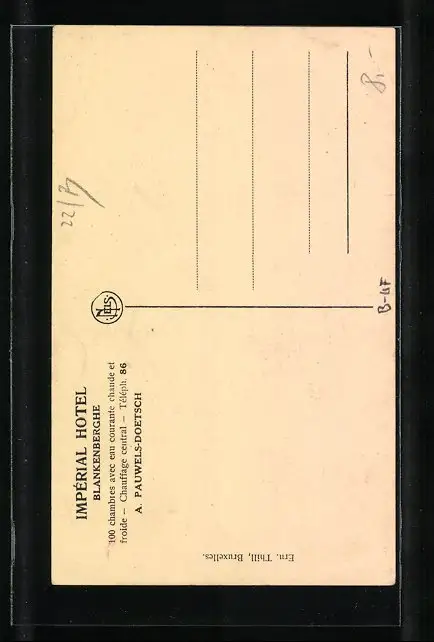 IMPÉRIAL HOTEL
BLANKENBERGHE
100 chambres avec eau courante chaude et
froide — Chauffage central — Téléph. 86
A. PAUWELS-DOETSCH
Ern. Thill, Bruxelles.
NELS
22/
8,-
B-4F